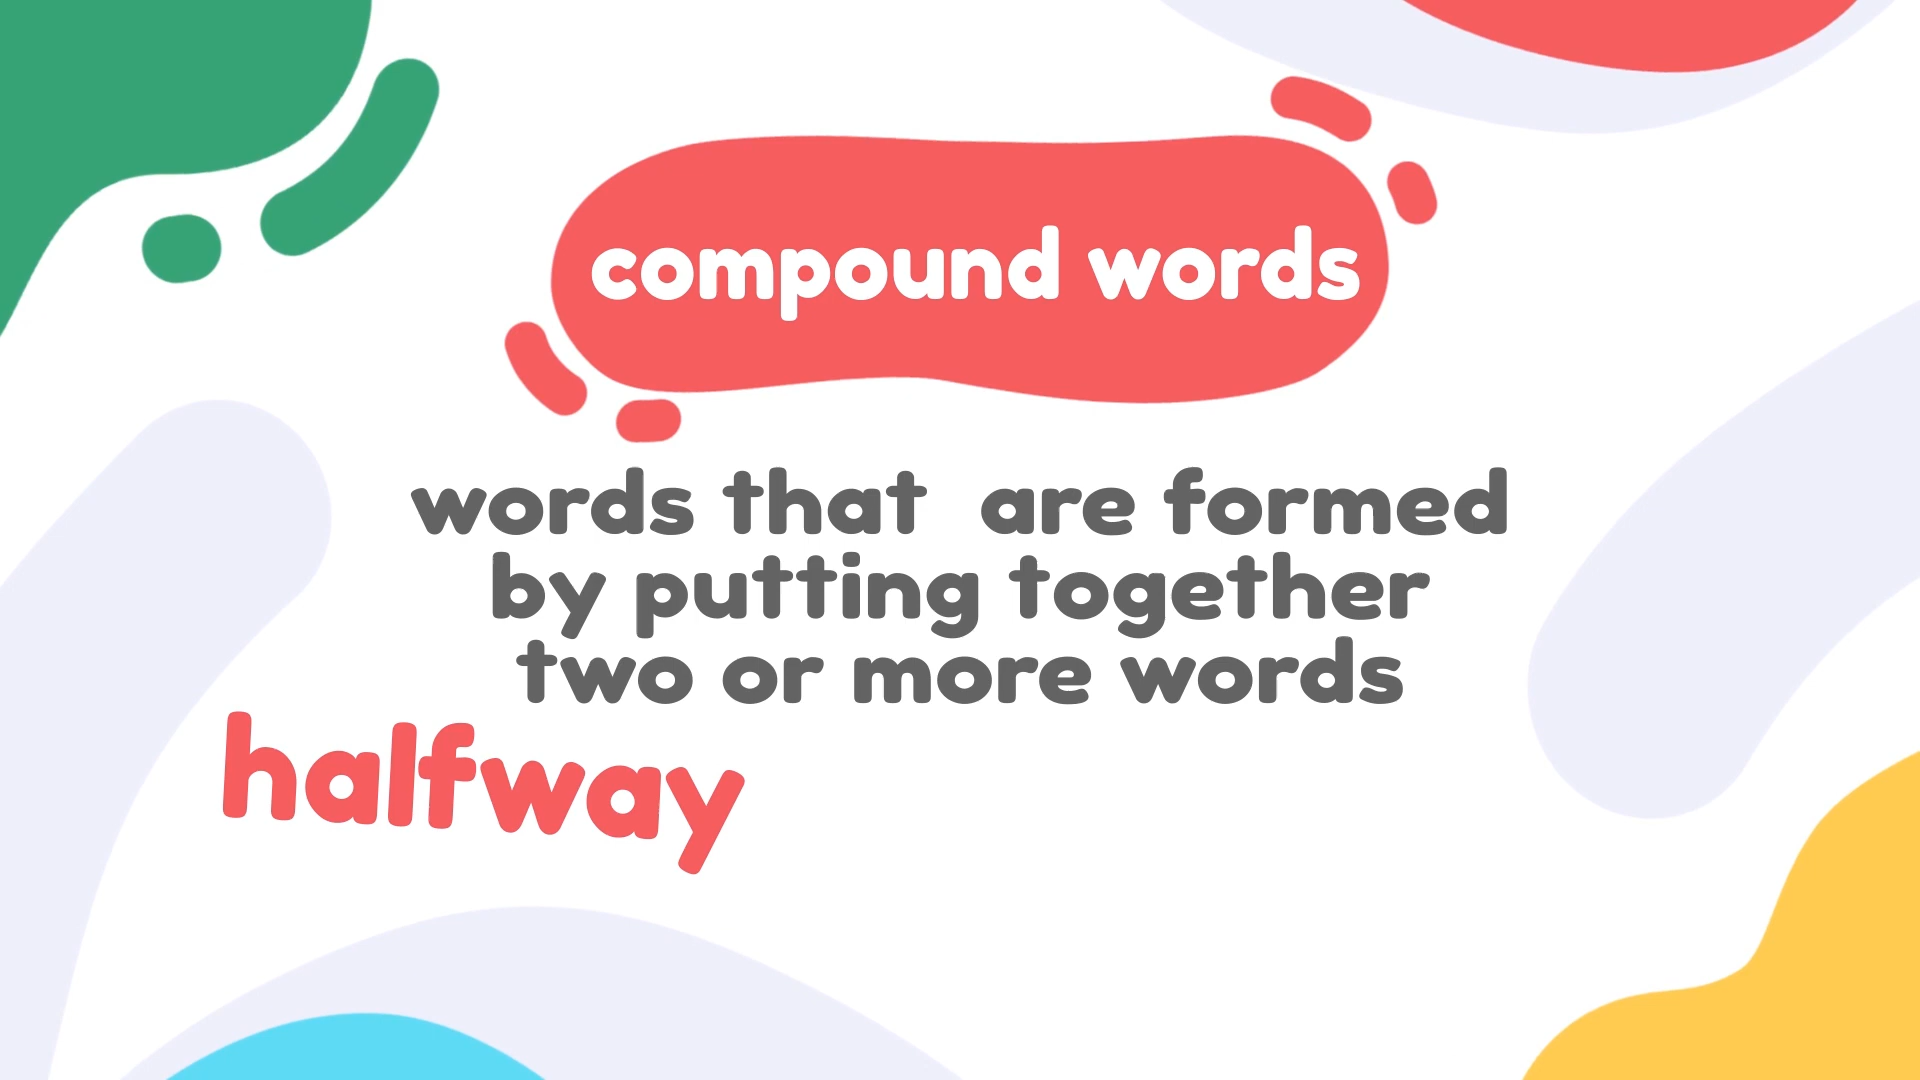 compound words
words that are formed
by putting together
two or more words
halfway